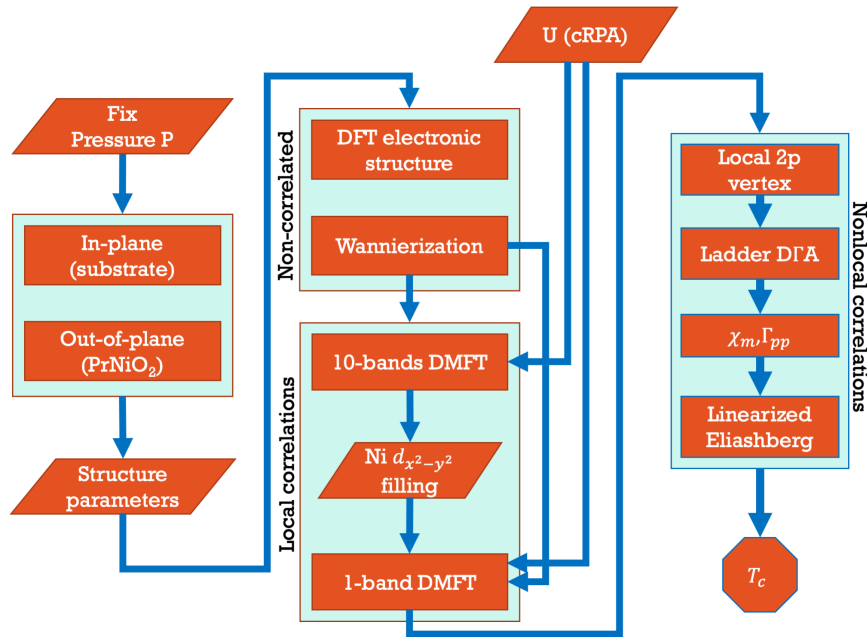 Fix
Pressure P
In-plane
(substrate)
Out-of-plane
(PrNiO₂)
Structure
parameters
Non-correlated
DFT electronic
structure
Wannierization
Local correlations
10-bands DMFT
Ni d_{x²−y²}
filling
1-band DMFT
U (cRPA)
Local 2p
vertex
Ladder DΓA
χ_m,Γ_pp
Linearized
Eliashberg
Nonlocal correlations
T_c